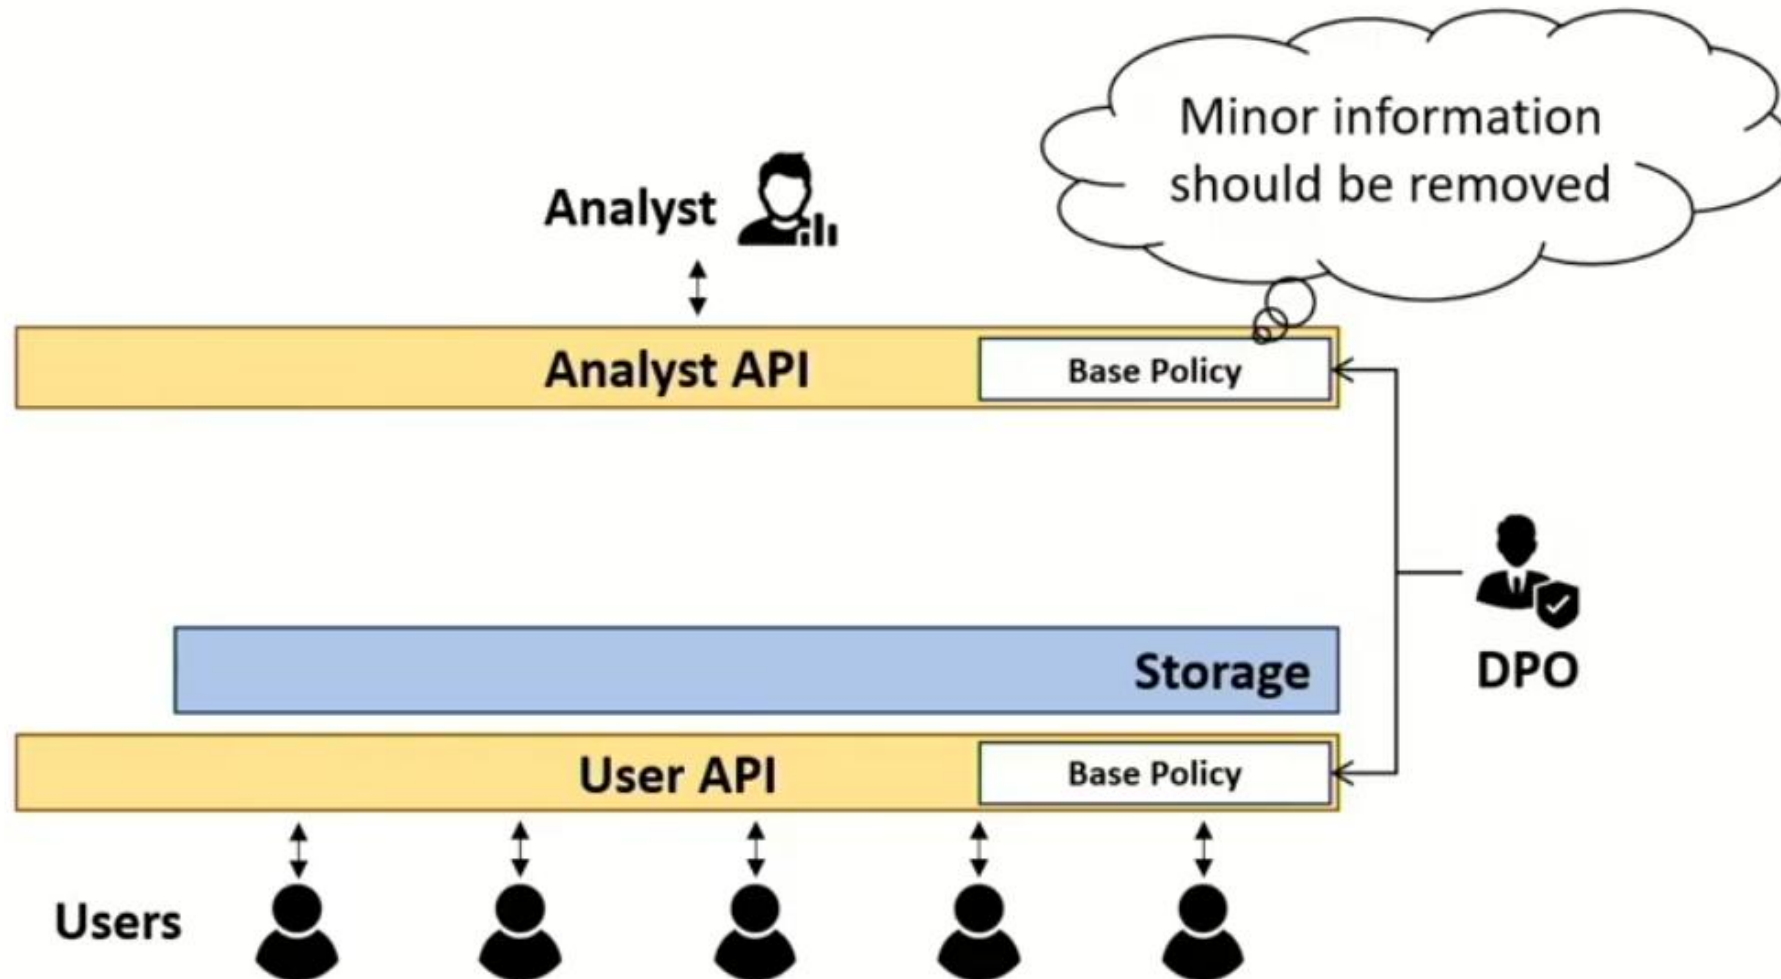 Minor information
should be removed
Analyst
Analyst API
Base Policy
DPO
Storage
User API
Base Policy
Users